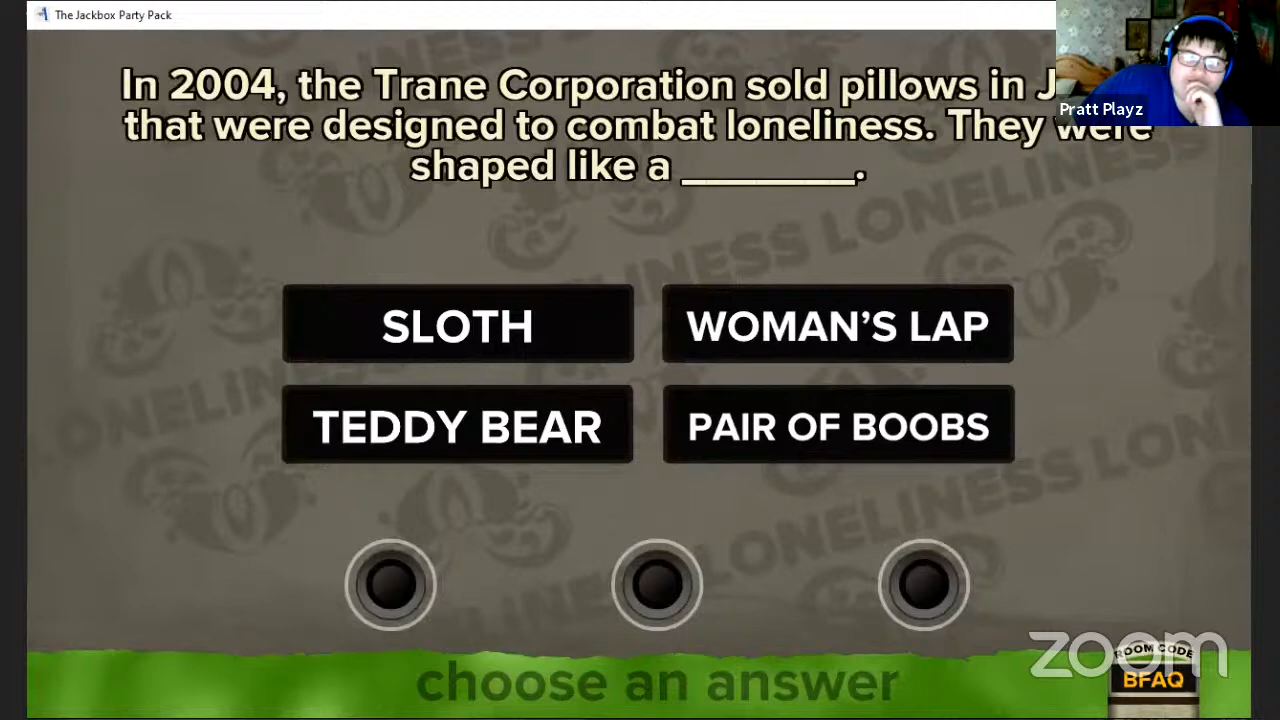 The Jackbox Party Pack
In 2004, the Trane Corporation sold pillows in J
Pratt Playz
that were designed to combat loneliness. They were
shaped like a ________.
SLOTH
WOMAN'S LAP
TEDDY BEAR
PAIR OF BOOBS
LONELINESS LONELINESS
choose an answer
zoom
ROOM CODE
BFAQ